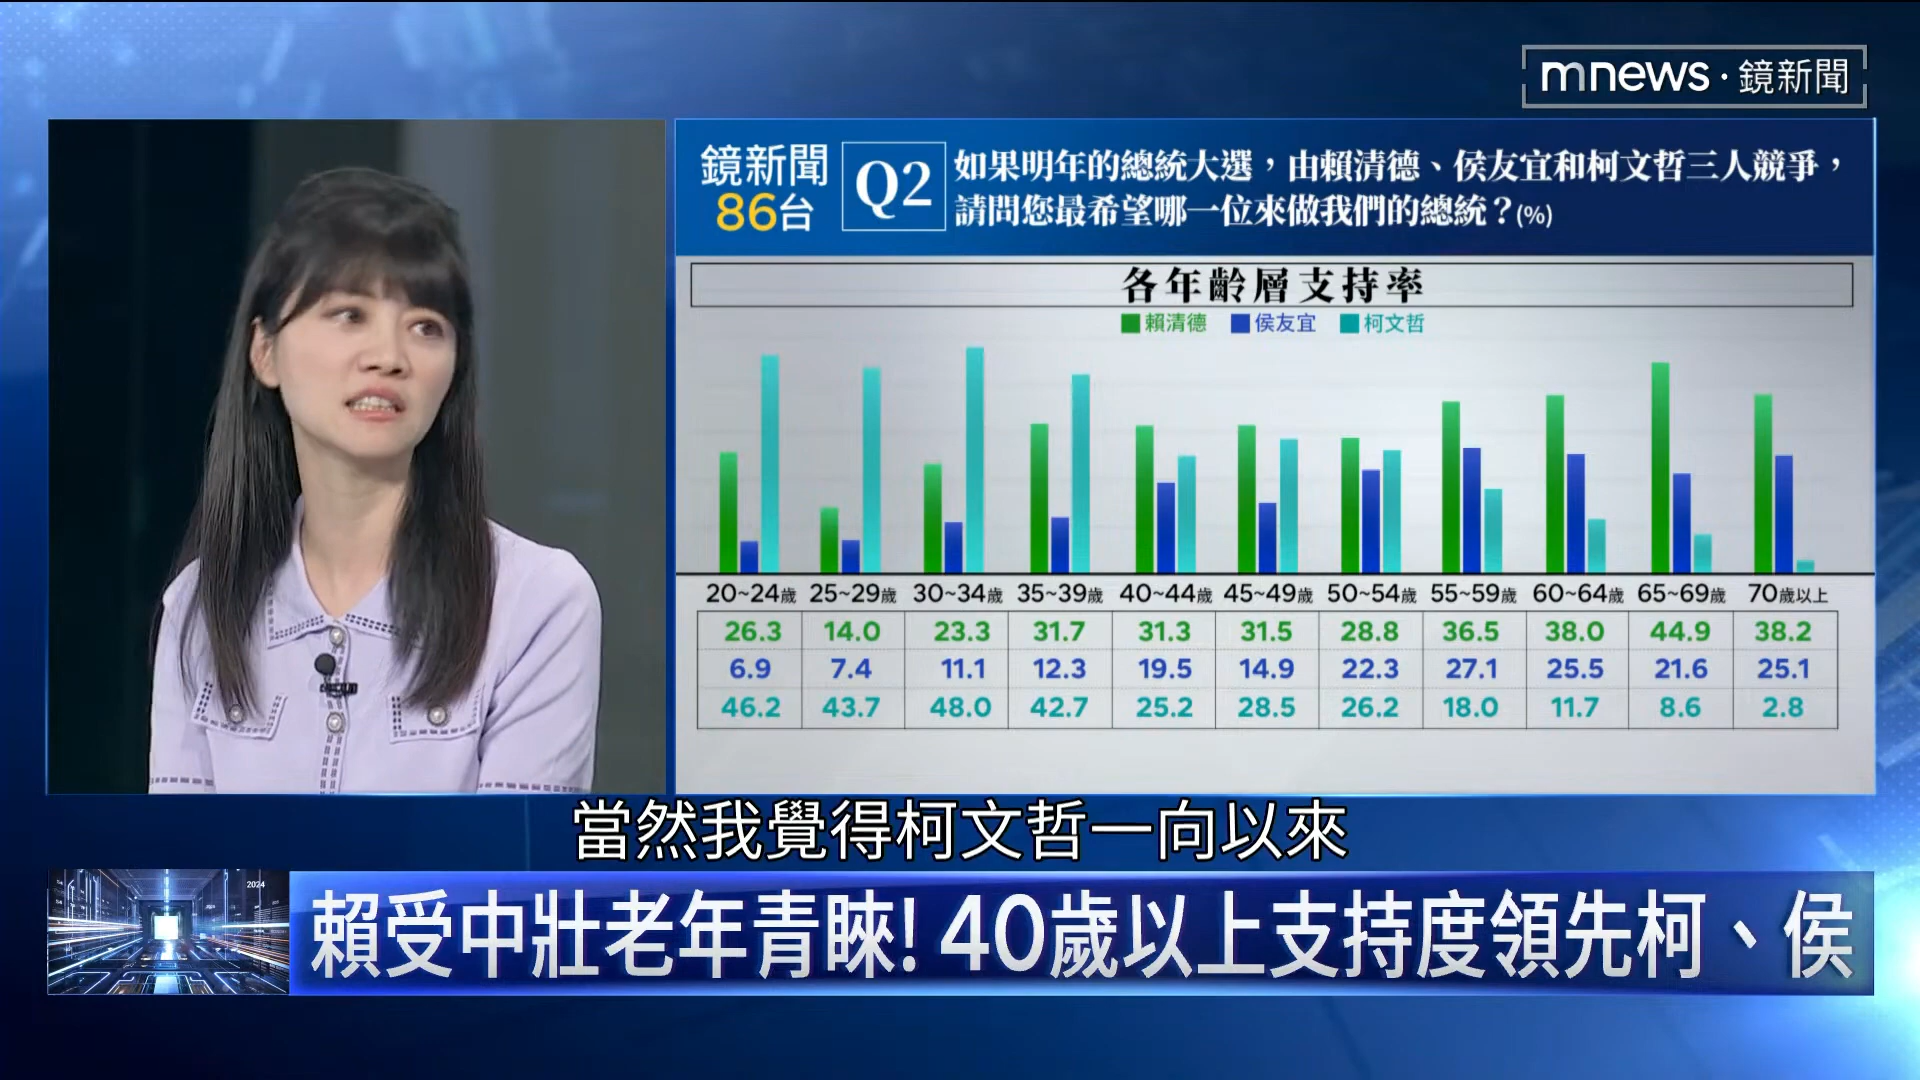 mnews·鏡新聞
鏡新聞
86台
Q2
如果明年的總統大選，由賴清德、侯友宜和柯文哲三人競爭，
請問您最希望哪一位來做我們的總統？(%)
各年齡層支持率
賴清德 侯友宜 柯文哲
20~24歲 25~29歲 30~34歲 35~39歲 40~44歲 45~49歲 50~54歲 55~59歲 60~64歲 65~69歲 70歲以上
26.3 14.0 23.3 31.7 31.3 31.5 28.8 36.5 38.0 44.9 38.2
6.9 7.4 11.1 12.3 19.5 14.9 22.3 27.1 25.5 21.6 25.1
46.2 43.7 48.0 42.7 25.2 28.5 26.2 18.0 11.7 8.6 2.8
當然我覺得柯文哲一向以來
2024
賴受中壯老年青睞! 40歲以上支持度領先柯、侯